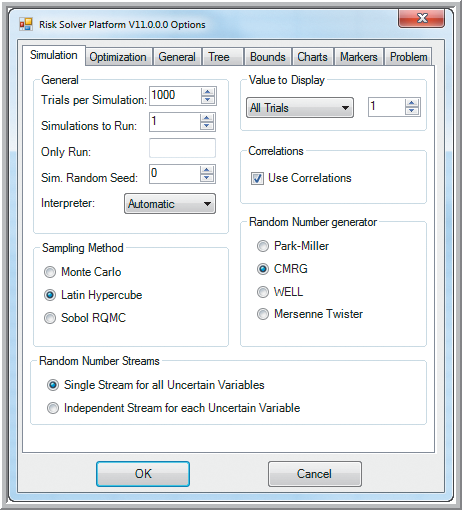 Risk Solver Platform V11.0.0.0 Options
Simulation Optimization General Tree Bounds Charts Markers Problem
General
Trials per Simulation: 1000
Simulations to Run: 1
Only Run:
Sim. Random Seed: 0
Interpreter: Automatic
Value to Display
All Trials 1
Correlations
Use Correlations
Sampling Method
Monte Carlo
Latin Hypercube
Sobol RQMC
Random Number generator
Park-Miller
CMRG
WELL
Mersenne Twister
Random Number Streams
Single Stream for all Uncertain Variables
Independent Stream for each Uncertain Variable
OK Cancel